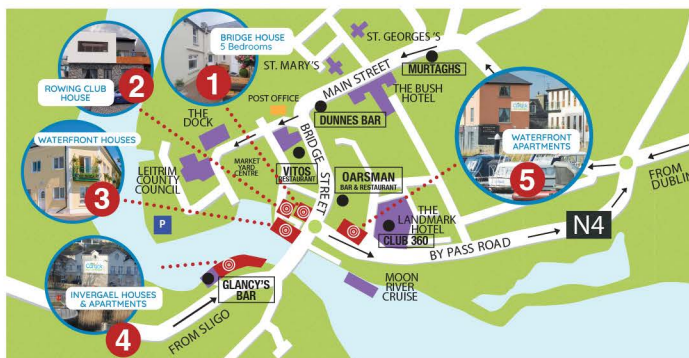 BRIDGE HOUSE
5 Bedrooms
1
2
ROWING CLUB
HOUSE
ST. GEORGES'S
ST. MARY'S
MAIN STREET
MURTAGHS
THE BUSH
HOTEL
POST OFFICE
DUNNES BAR
THE
DOCK
WATERFRONT HOUSES
3
MARKET
YARD
CENTRE
BRIDGE STREET
VITOS
RESTAURANT
OARSMAN
BAR & RESTAURANT
WATERFRONT
APARTMENTS
5
LEITRIM
COUNTY
COUNCIL
P
THE
LANDMARK
HOTEL
CLUB 360
FROM
DUBLIN
N4
BY PASS ROAD
INVERGAEL HOUSES
& APARTMENTS
4
GLANCY'S
BAR
FROM SLIGO
MOON
RIVER
CRUISE